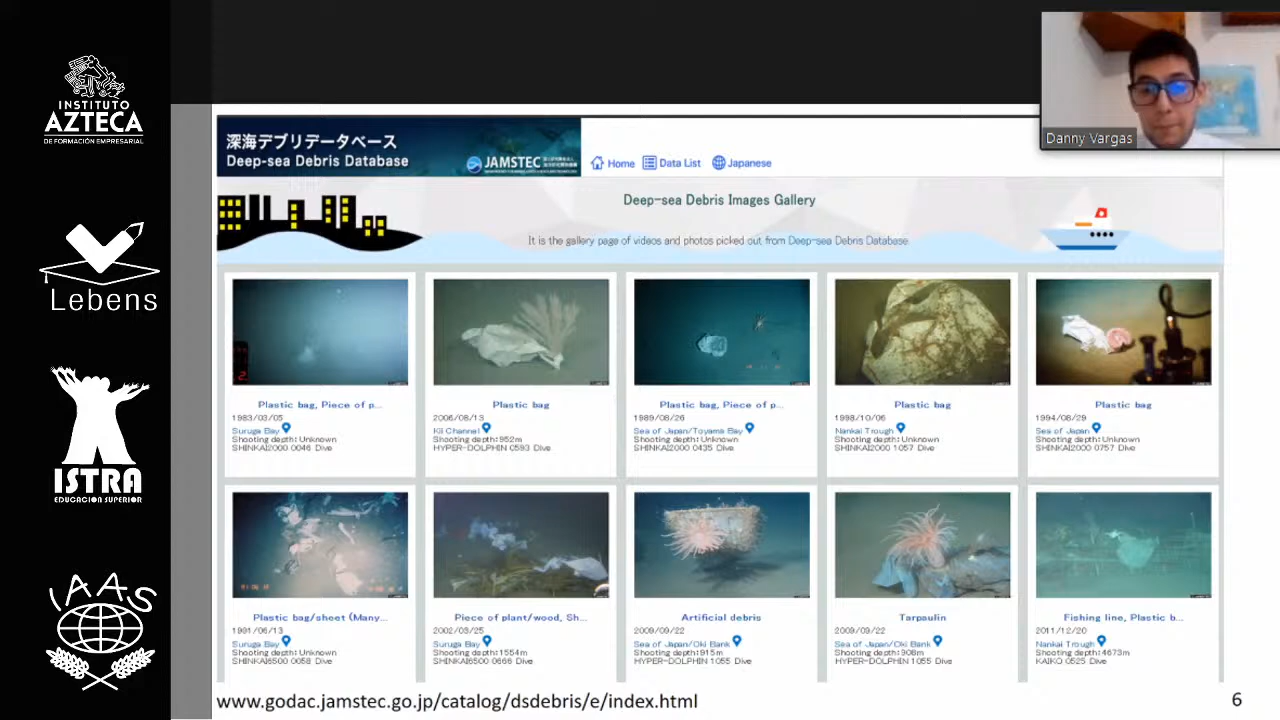 INSTITUTO
AZTECA
DE FORMACIÓN EMPRESARIAL
Lebens
ISTRA
EDUCACION SUPERIOR
IAAS
Danny Vargas
深海デブリデータベース
Deep-sea Debris Database
JAMSTEC
Home
Data List
Japanese
Deep-sea Debris Images Gallery
It is the gallery page of videos and photos picked out from Deep-sea Debris Database.
Plastic bag, Piece of p...
1983/03/05
Suruga Bay
Shooting depth: Unknown
SHINKAI2000 0046 Dive
Plastic bag
2006/08/13
Kii Channel
Shooting depth: 952m
HYPER-DOLPHIN 0593 Dive
Plastic bag, Piece of p...
1989/08/26
Sea of Japan/Toyama Bay
Shooting depth: Unknown
SHINKAI2000 0435 Dive
Plastic bag
1998/10/06
Nankai Trough
Shooting depth: Unknown
SHINKAI2000 1057 Dive
Plastic bag
1994/08/29
Sea of Japan
Shooting depth: Unknown
SHINKAI2000 0757 Dive
Plastic bag/sheet (Many...
1991/06/13
Suruga Bay
Shooting depth: Unknown
SHINKAI6500 0058 Dive
Piece of plant/wood, Sh...
2002/03/25
Suruga Bay
Shooting depth: 1554m
SHINKAI6500 0666 Dive
Artificial debris
2009/09/22
Sea of Japan/Oki Bank
Shooting depth: 915m
HYPER-DOLPHIN 1055 Dive
Tarpaulin
2009/09/22
Sea of Japan/Oki Bank
Shooting depth: 908m
HYPER-DOLPHIN 1055 Dive
Fishing line, Plastic b...
2011/12/20
Nankai Trough
Shooting depth: 4673m
KAIKO 0525 Dive
www.godac.jamstec.go.jp/catalog/dsdebris/e/index.html
6